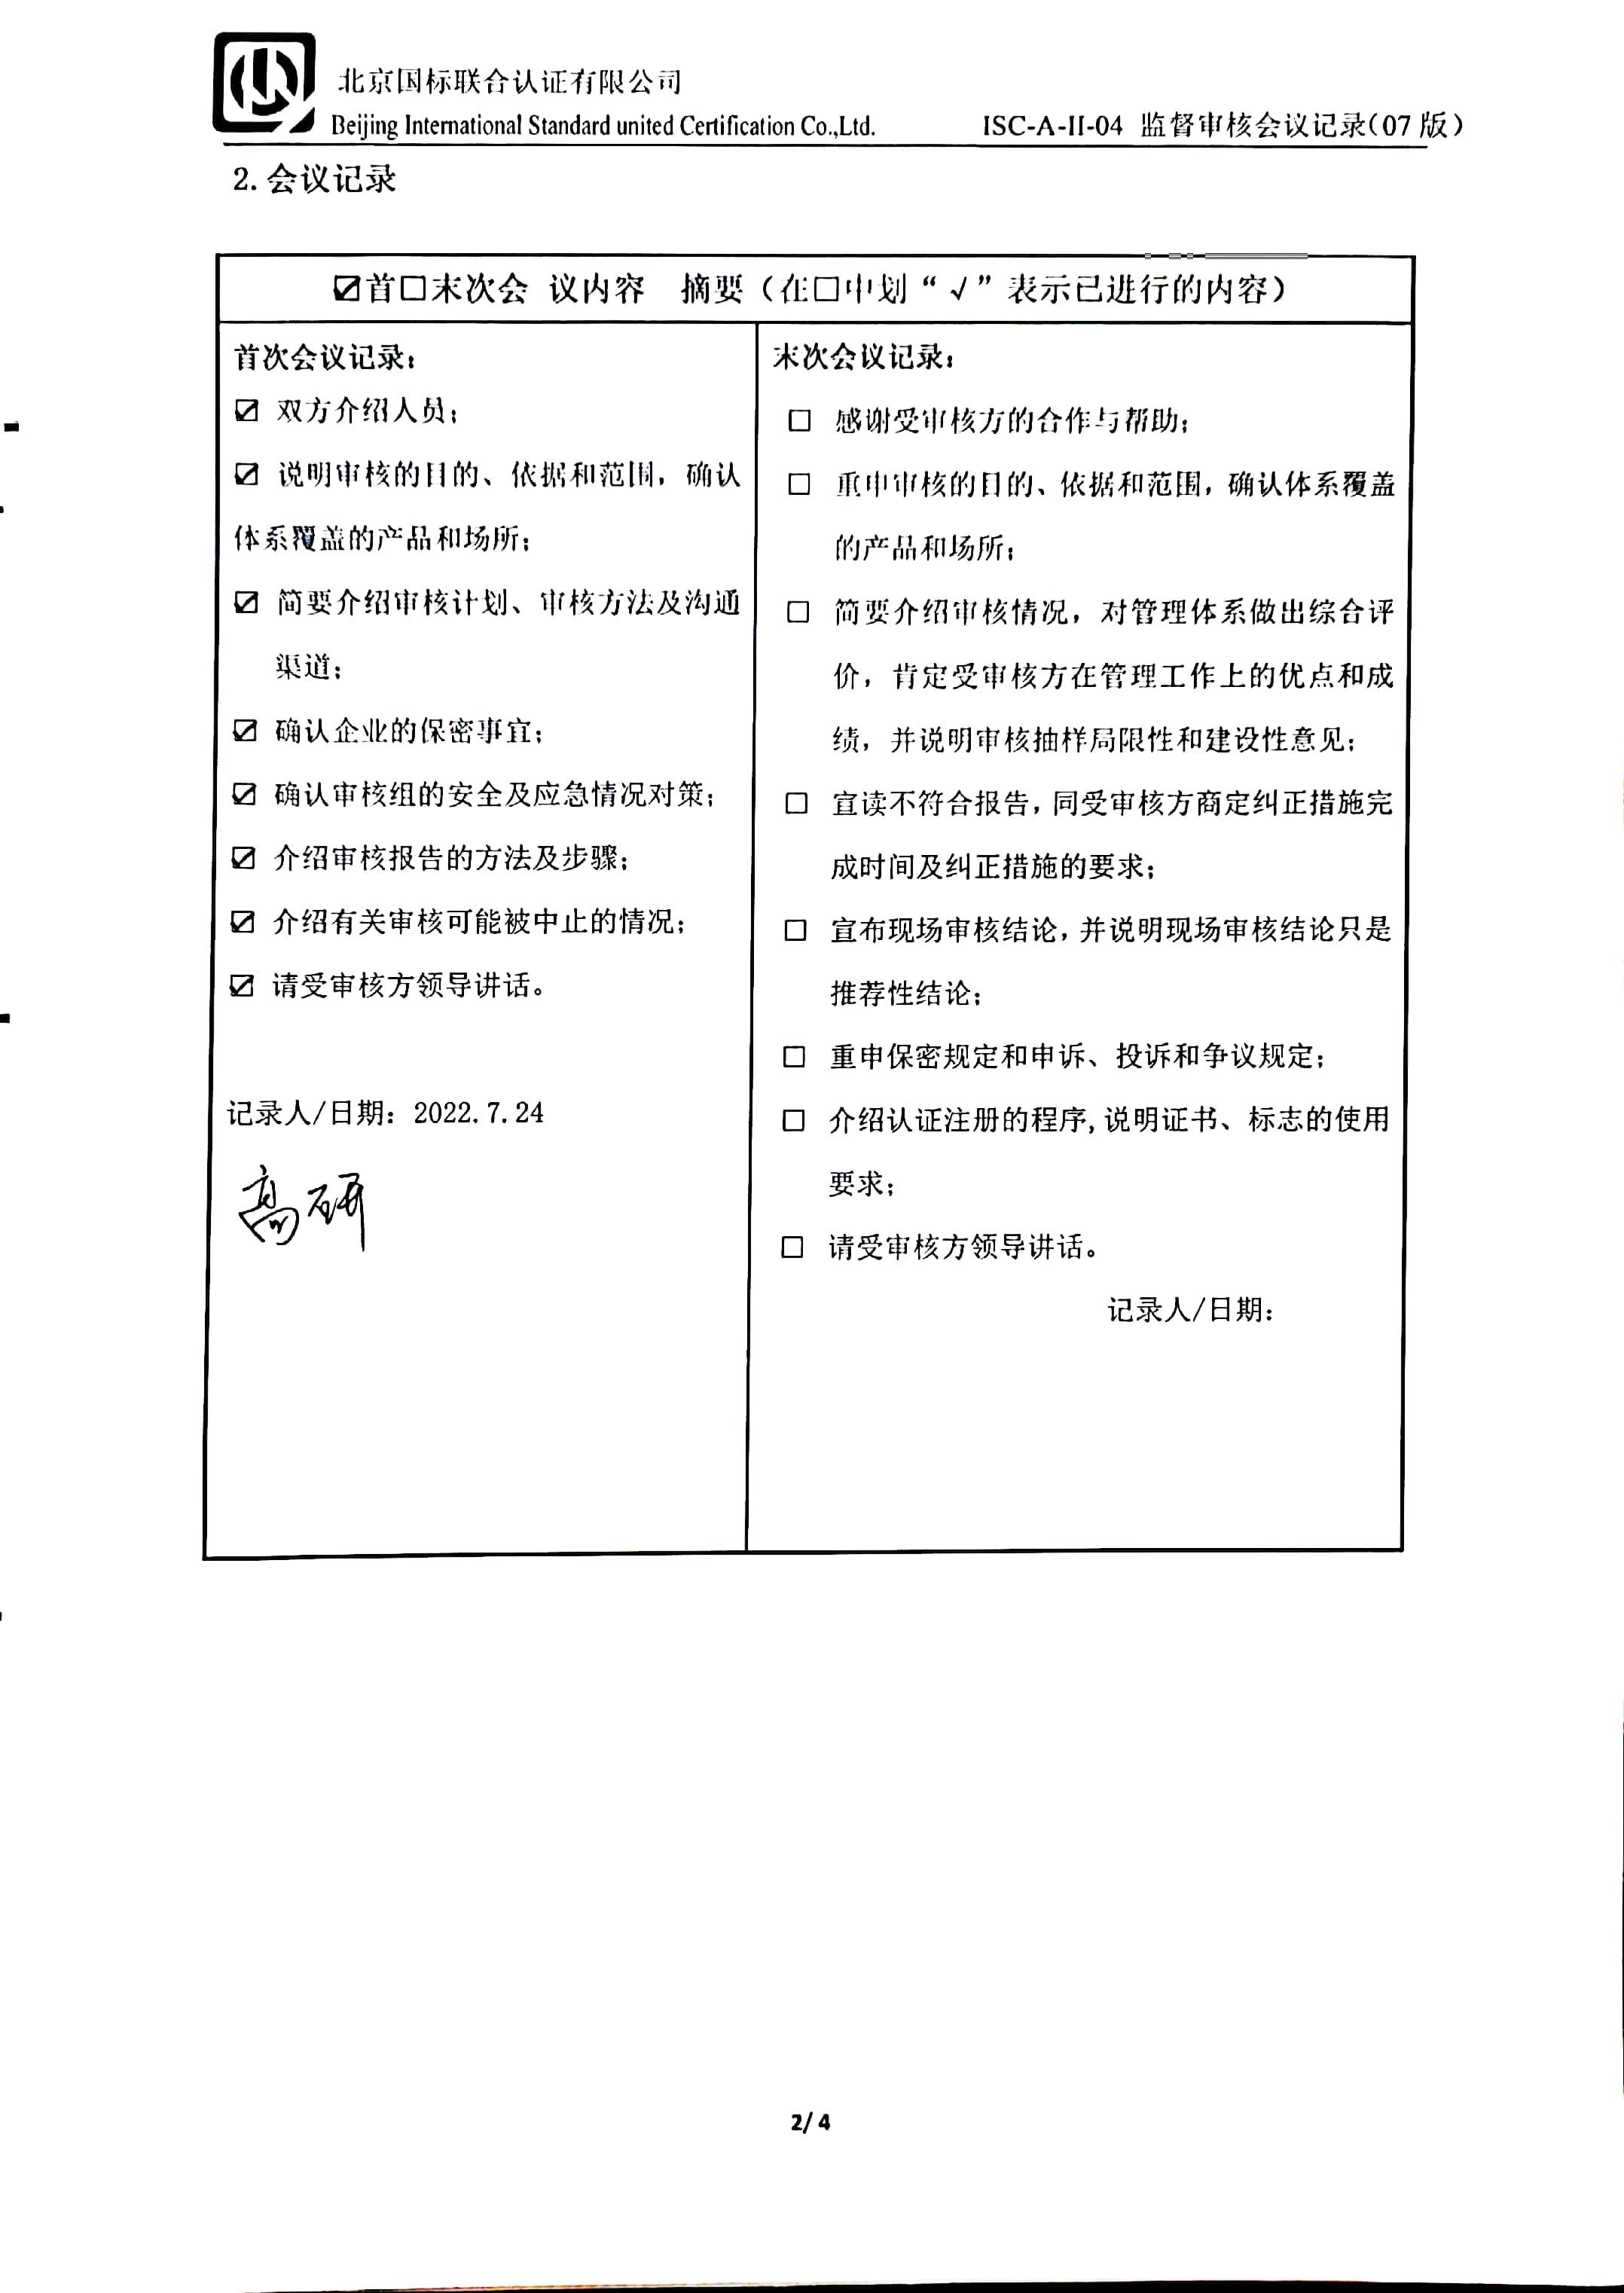 北京国标联合认证有限公司
Beijing International Standard united Certification Co.,Ltd. ISC-A-II-04 监督审核会议记录(07 版)
2.会议记录
☑首☐末次会 议内容 摘要（在☐中划“√”表示已进行的内容）
首次会议记录：
☑ 双方介绍人员；
☑ 说明审核的目的、依据和范围，确认
体系覆盖的产品和场所；
☑ 简要介绍审核计划、审核方法及沟通
渠道；
☑ 确认企业的保密事宜；
☑ 确认审核组的安全及应急情况对策；
☑ 介绍审核报告的方法及步骤；
☑ 介绍有关审核可能被中止的情况；
☑ 请受审核方领导讲话。
记录人/日期：2022.7.24
高研
末次会议记录：
☐ 感谢受审核方的合作与帮助；
☐ 重申审核的目的、依据和范围，确认体系覆盖
的产品和场所；
☐ 简要介绍审核情况，对管理体系做出综合评
价，肯定受审核方在管理工作上的优点和成
绩，并说明审核抽样局限性和建设性意见；
☐ 宣读不符合报告，同受审核方商定纠正措施完
成时间及纠正措施的要求；
☐ 宣布现场审核结论，并说明现场审核结论只是
推荐性结论；
☐ 重申保密规定和申诉、投诉和争议规定；
☐ 介绍认证注册的程序,说明证书、标志的使用
要求；
☐ 请受审核方领导讲话。
记录人/日期：
2/ 4